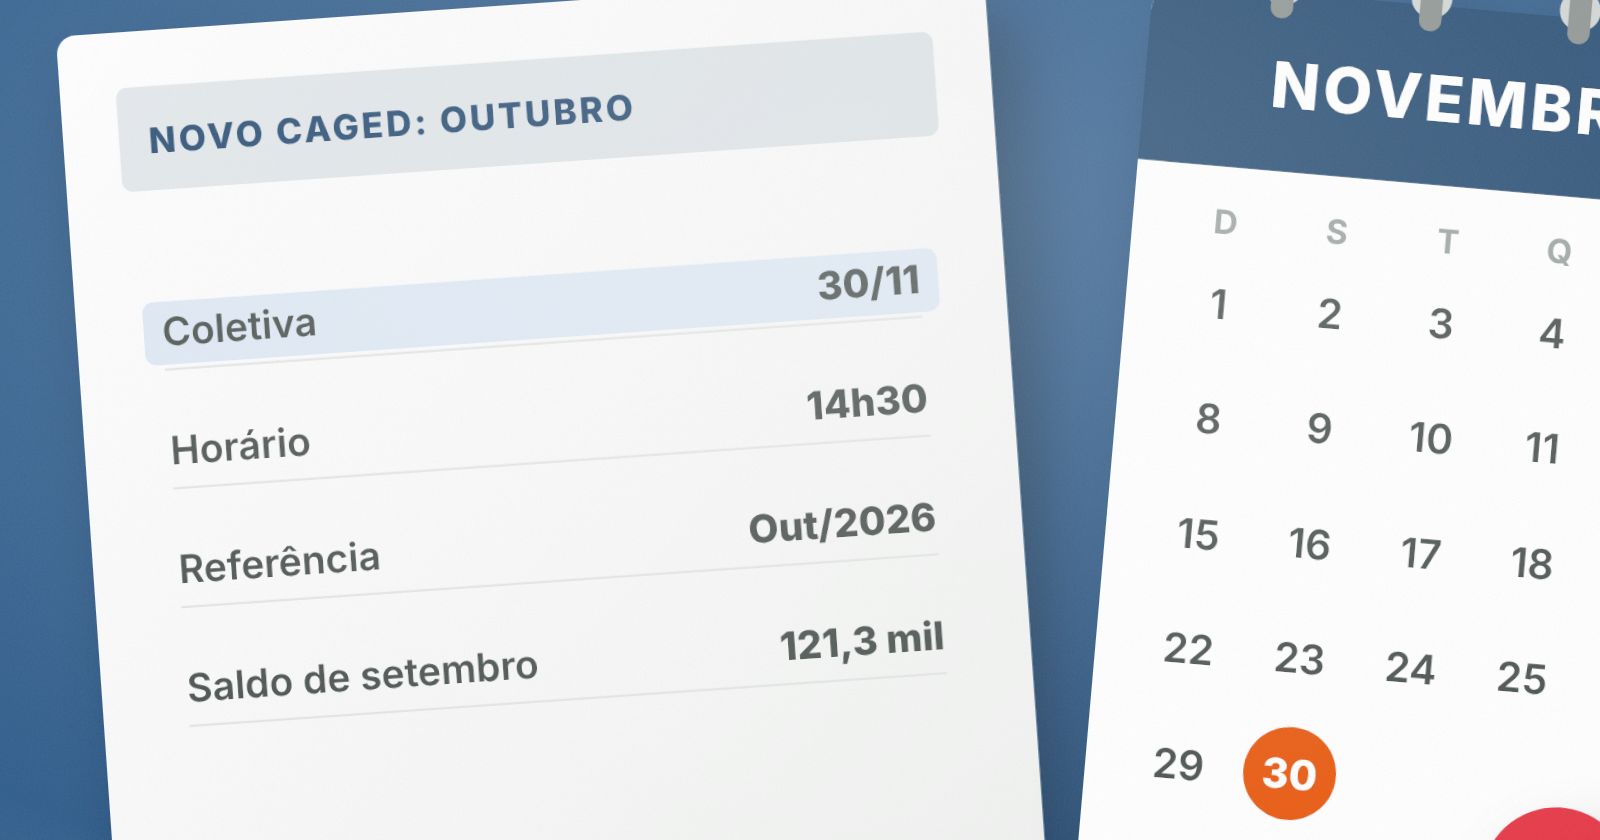 NOVO CAGED: OUTUBRO
Coletiva 30/11
Horário 14h30
Referência Out/2026
Saldo de setembro 121,3 mil
NOVEMBR
D S T Q
1 2 3 4
8 9 10 11
15 16 17 18
22 23 24 25
29 30